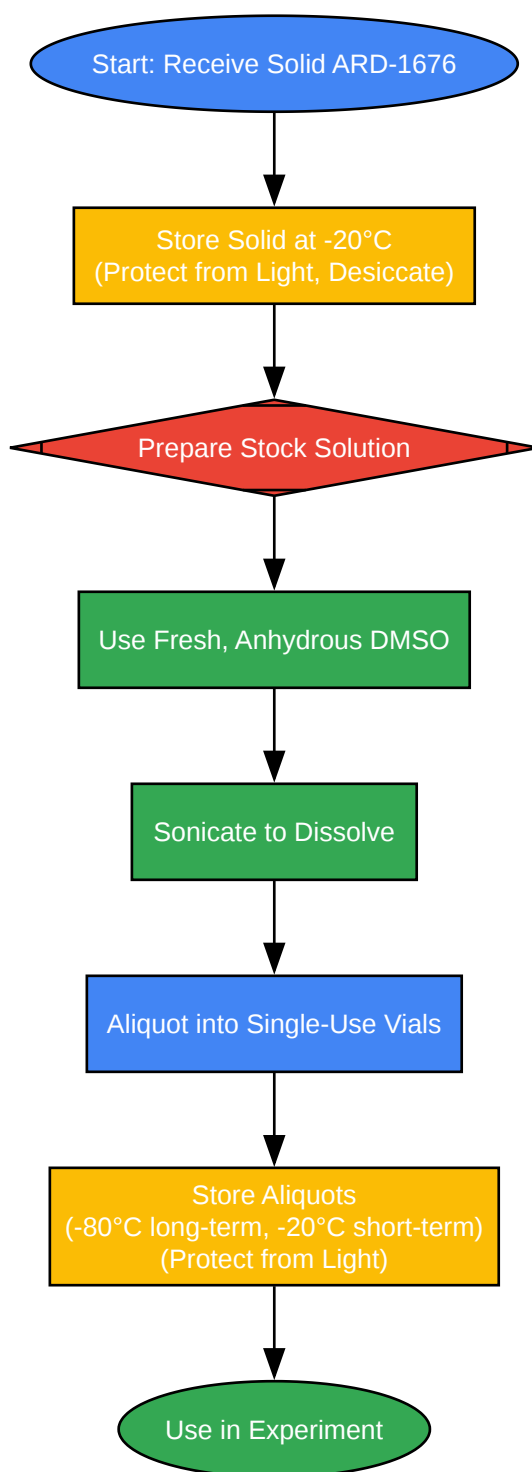 Start: Receive Solid ARD-1676
Store Solid at -20°C
(Protect from Light, Desiccate)
Prepare Stock Solution
Use Fresh, Anhydrous DMSO
Sonicate to Dissolve
Aliquot into Single-Use Vials
Store Aliquots
(-80°C long-term, -20°C short-term)
(Protect from Light)
Use in Experiment